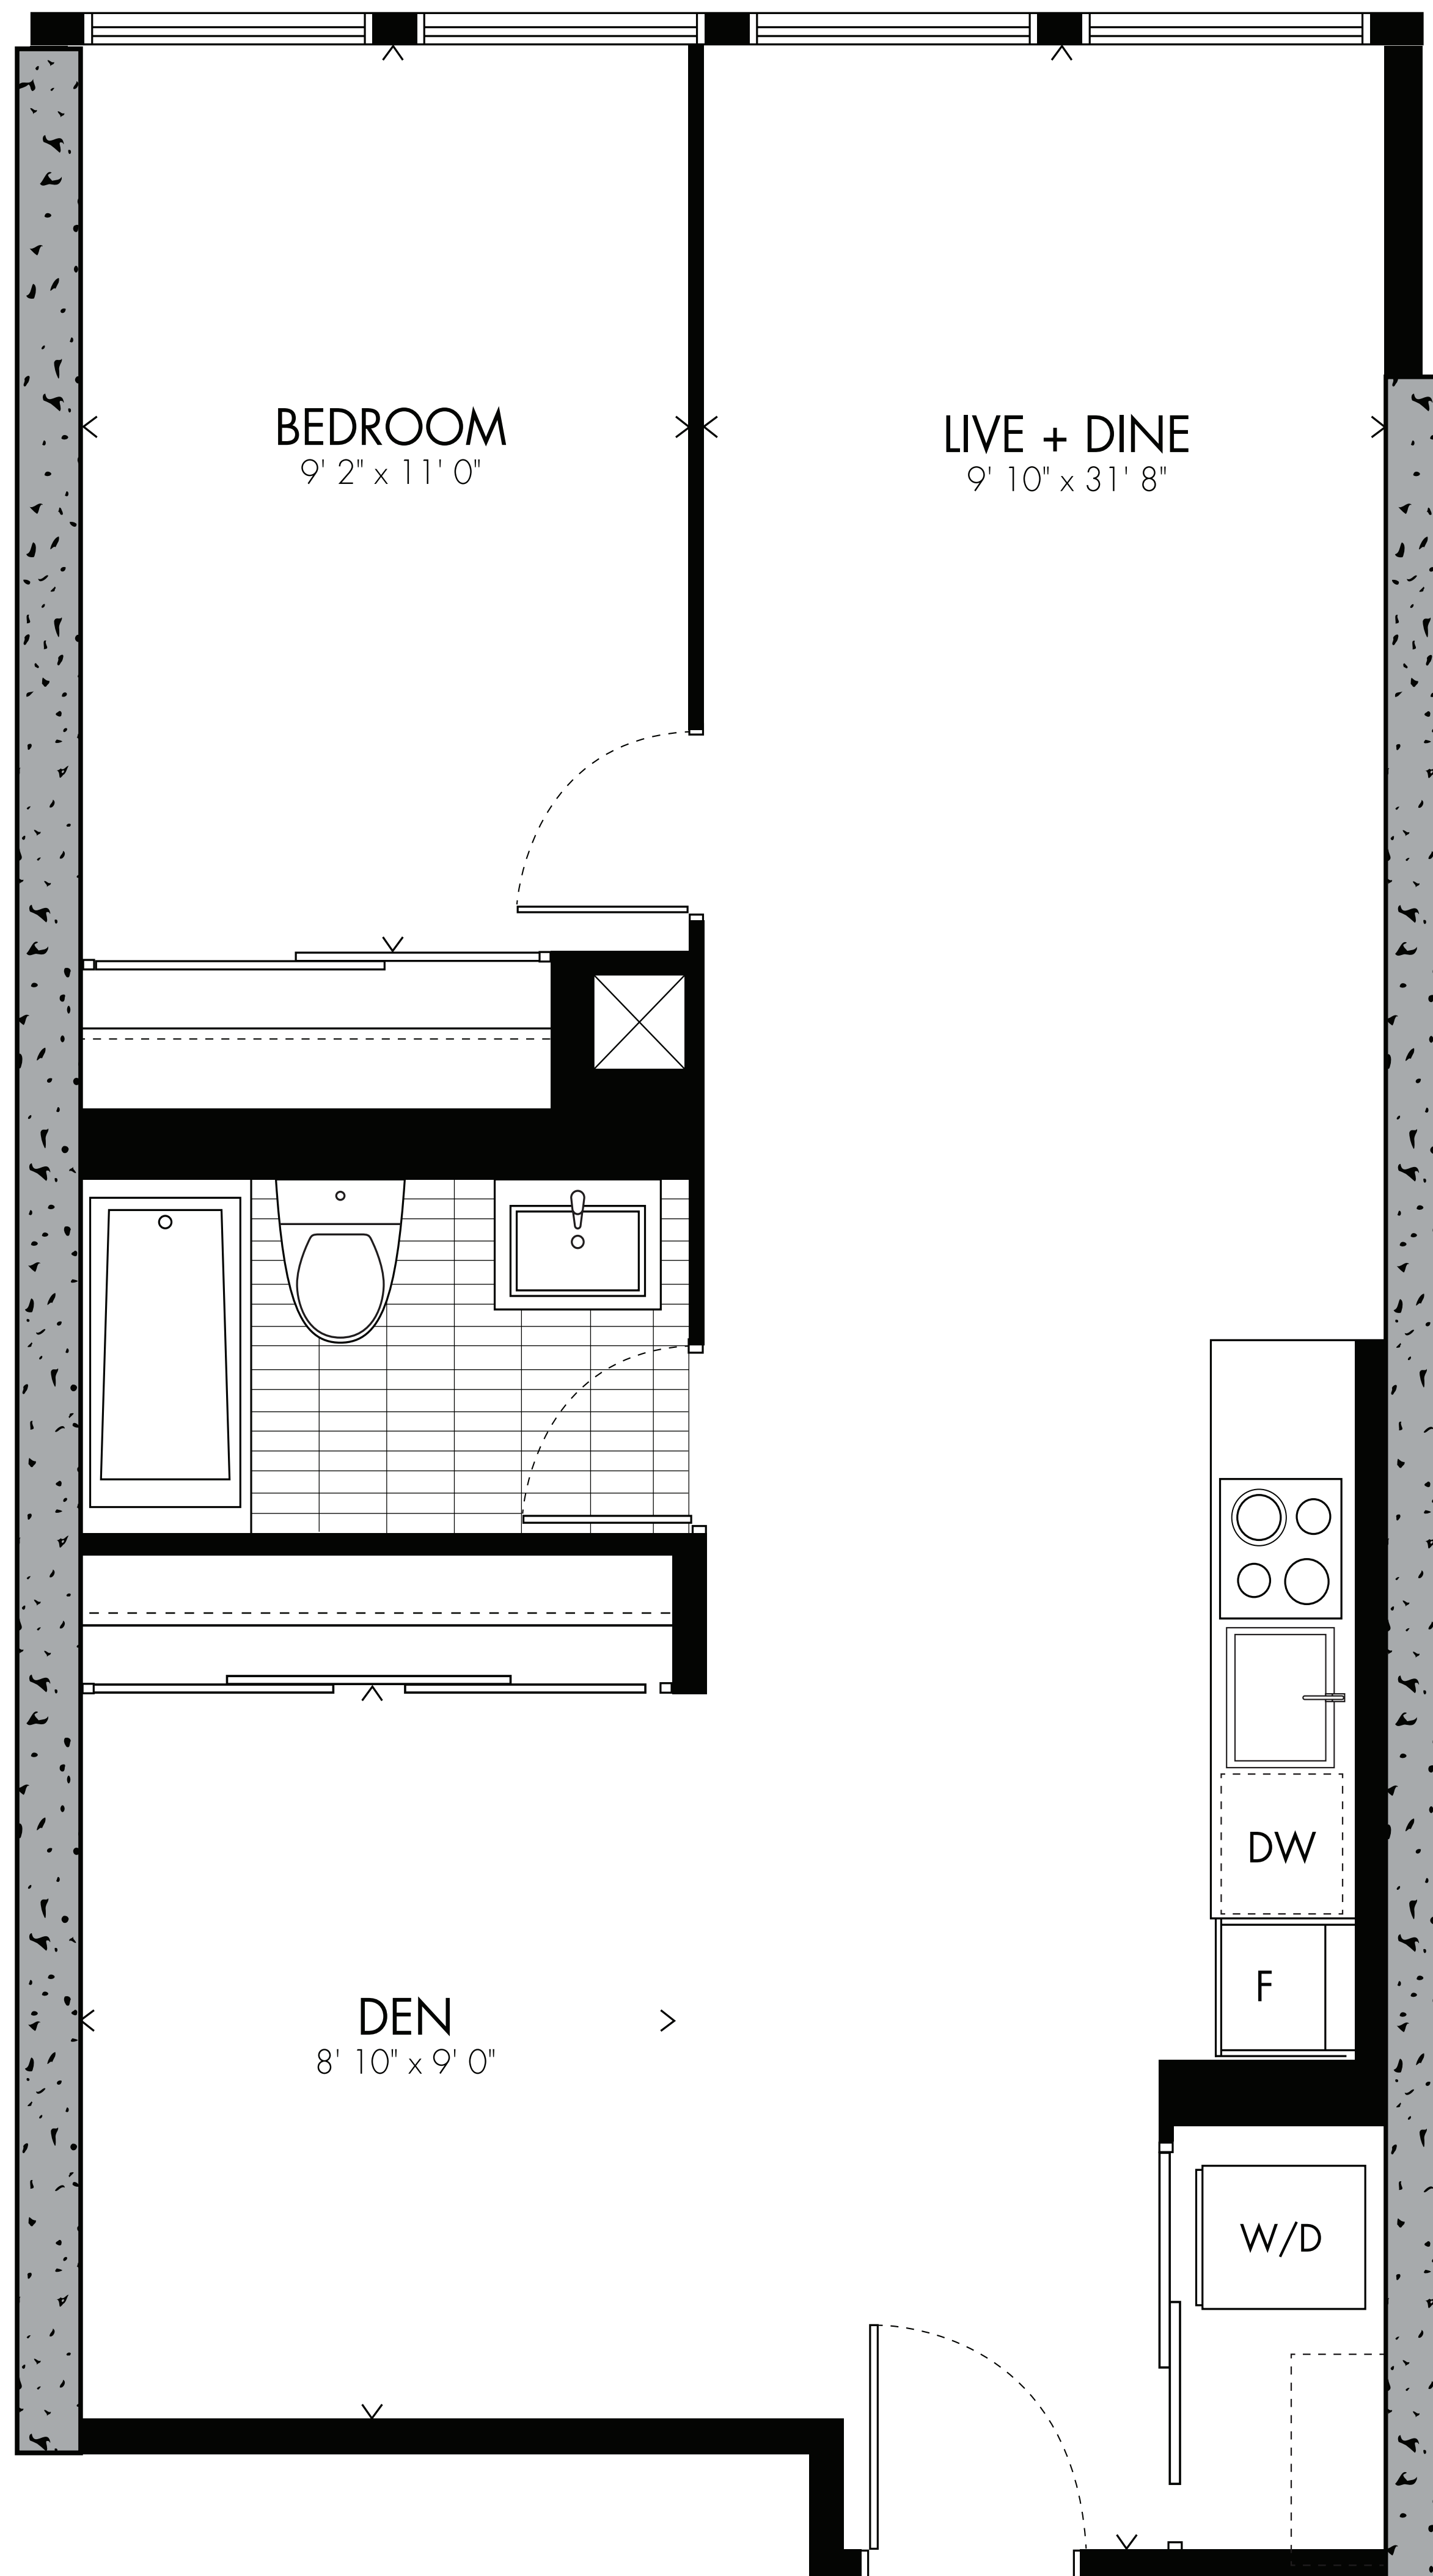 BEDROOM
9' 2" x 11' 0"
LIVE + DINE
9' 10" x 31' 8"
DW
F
DEN
8' 10" x 9' 0"
W/D